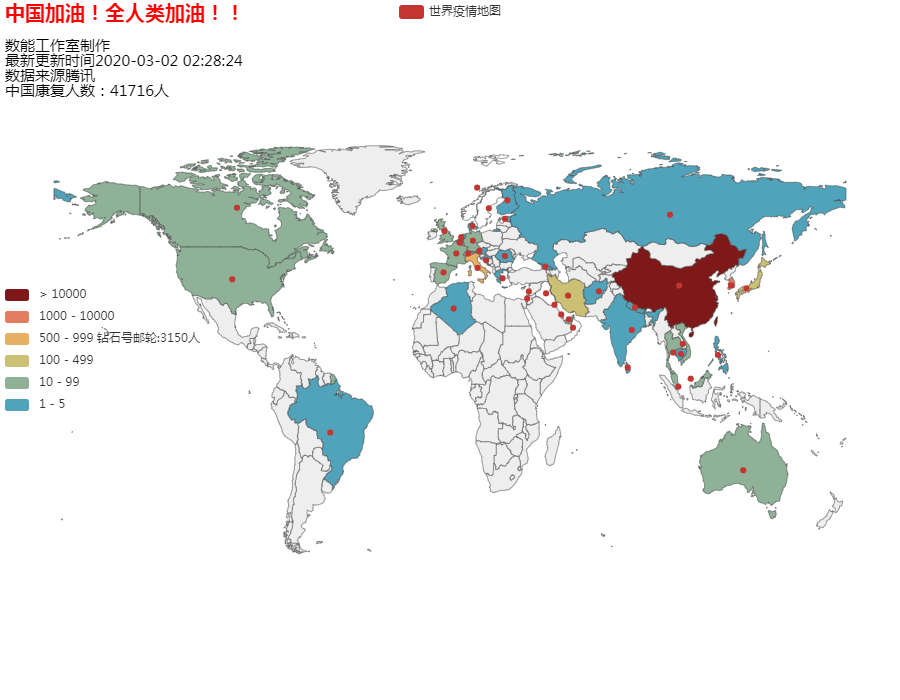 中国加油！全人类加油！！
世界疫情地图
数能工作室制作
最新更新时间2020-03-02 02:28:24
数据来源腾讯
中国康复人数：41716人
> 10000
1000 - 10000
500 - 999 钻石号邮轮:3150人
100 - 499
10 - 99
1 - 5